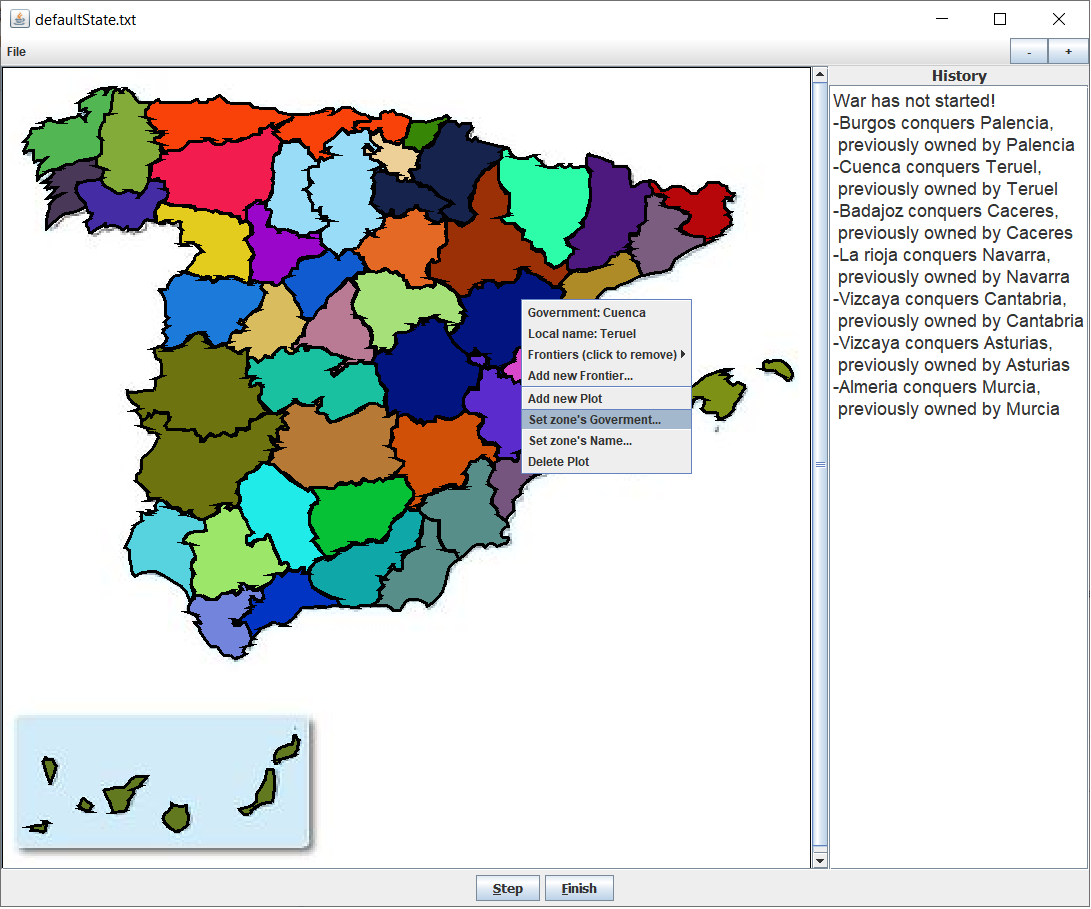 defaultState.txt
File
-
+
History
War has not started!
-Burgos conquers Palencia,
previously owned by Palencia
-Cuenca conquers Teruel,
previously owned by Teruel
-Badajoz conquers Caceres,
previously owned by Caceres
-La rioja conquers Navarra,
previously owned by Navarra
-Vizcaya conquers Cantabria,
previously owned by Cantabria
-Vizcaya conquers Asturias,
previously owned by Asturias
-Almeria conquers Murcia,
previously owned by Murcia
Government: Cuenca
Local name: Teruel
Frontiers (click to remove)
Add new Frontier...
Add new Plot
Set zone's Goverment...
Set zone's Name...
Delete Plot
Step
Finish